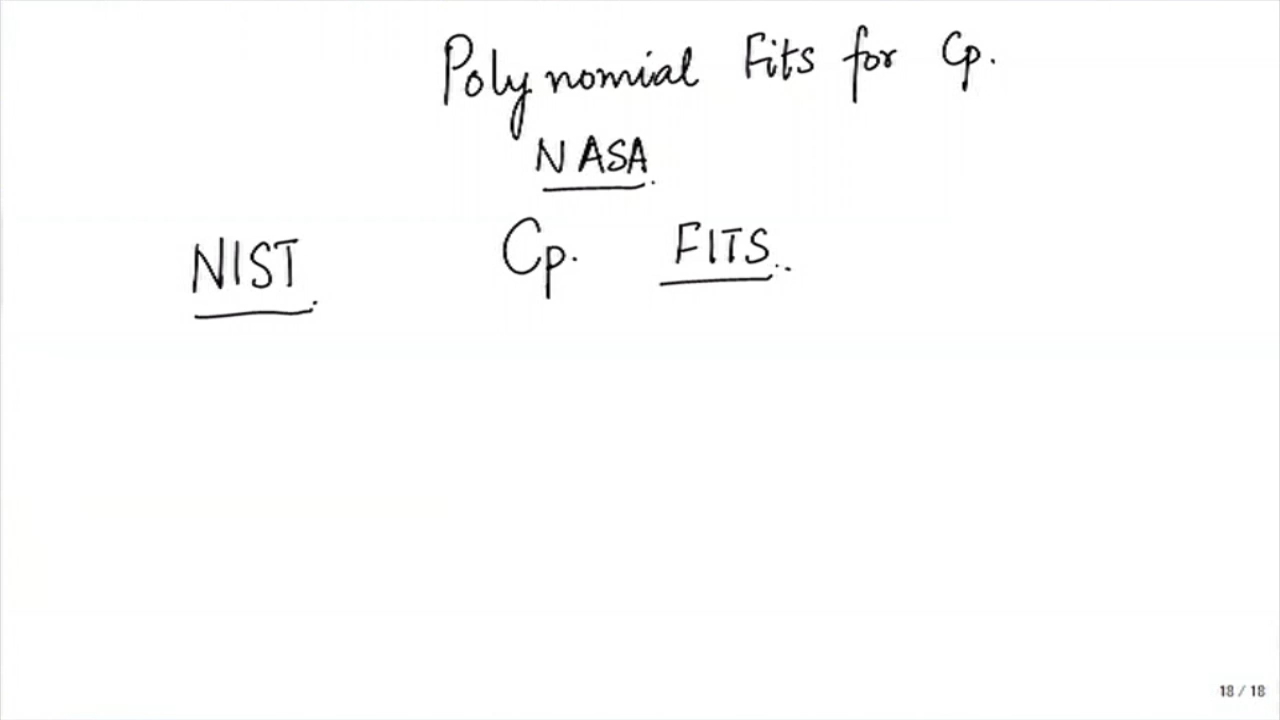 Polynomial Fits for Cp.
NASA.
NIST. Cp. FITS..
18 / 18